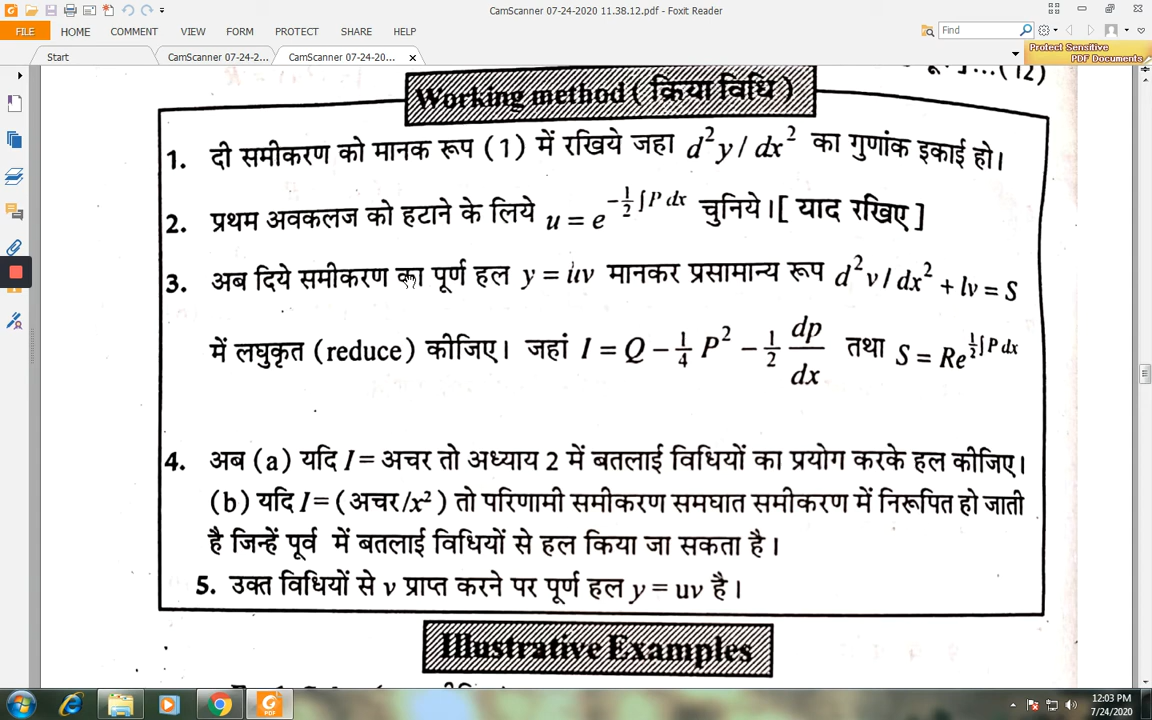 CamScanner 07-24-2020 11.38.12.pdf - Foxit Reader
FILE HOME COMMENT VIEW FORM PROTECT SHARE HELP
Find
Start CamScanner 07-24-2... CamScanner 07-24-20...
Protect Sensitive
PDF Documents
...(12)
Working method ( क्रिया विधि )
1. दी समीकरण को मानक रूप (1) में रखिये जहा d²y / dx² का गुणांक इकाई हो।
2. प्रथम अवकलज को हटाने के लिये u = e^{-½∫P dx} चुनिये। [ याद रखिए ]
3. अब दिये समीकरण का पूर्ण हल y = uv मानकर प्रसामान्य रूप d²v / dx² + lv = S
में लघुकृत (reduce) कीजिए। जहां I = Q – ¼ P² – ½ dp/dx तथा S = Re^{½∫P dx}
4. अब (a) यदि I = अचर तो अध्याय 2 में बतलाई विधियों का प्रयोग करके हल कीजिए।
(b) यदि I = (अचर/x²) तो परिणामी समीकरण समघात समीकरण में निरूपित हो जाती
है जिन्हें पूर्व में बतलाई विधियों से हल किया जा सकता है।
5. उक्त विधियों से v प्राप्त करने पर पूर्ण हल y = uv है।
Illustrative Examples
12:03 PM
7/24/2020